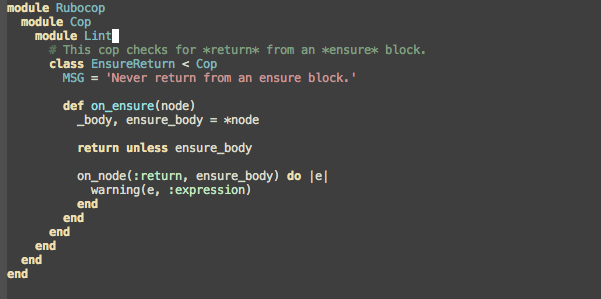 module Rubocop
  module Cop
    module Lint
      # This cop checks for *return* from an *ensure* block.
      class EnsureReturn < Cop
        MSG = 'Never return from an ensure block.'

        def on_ensure(node)
          _body, ensure_body = *node

          return unless ensure_body

          on_node(:return, ensure_body) do |e|
            warning(e, :expression)
          end
        end
      end
    end
  end
end